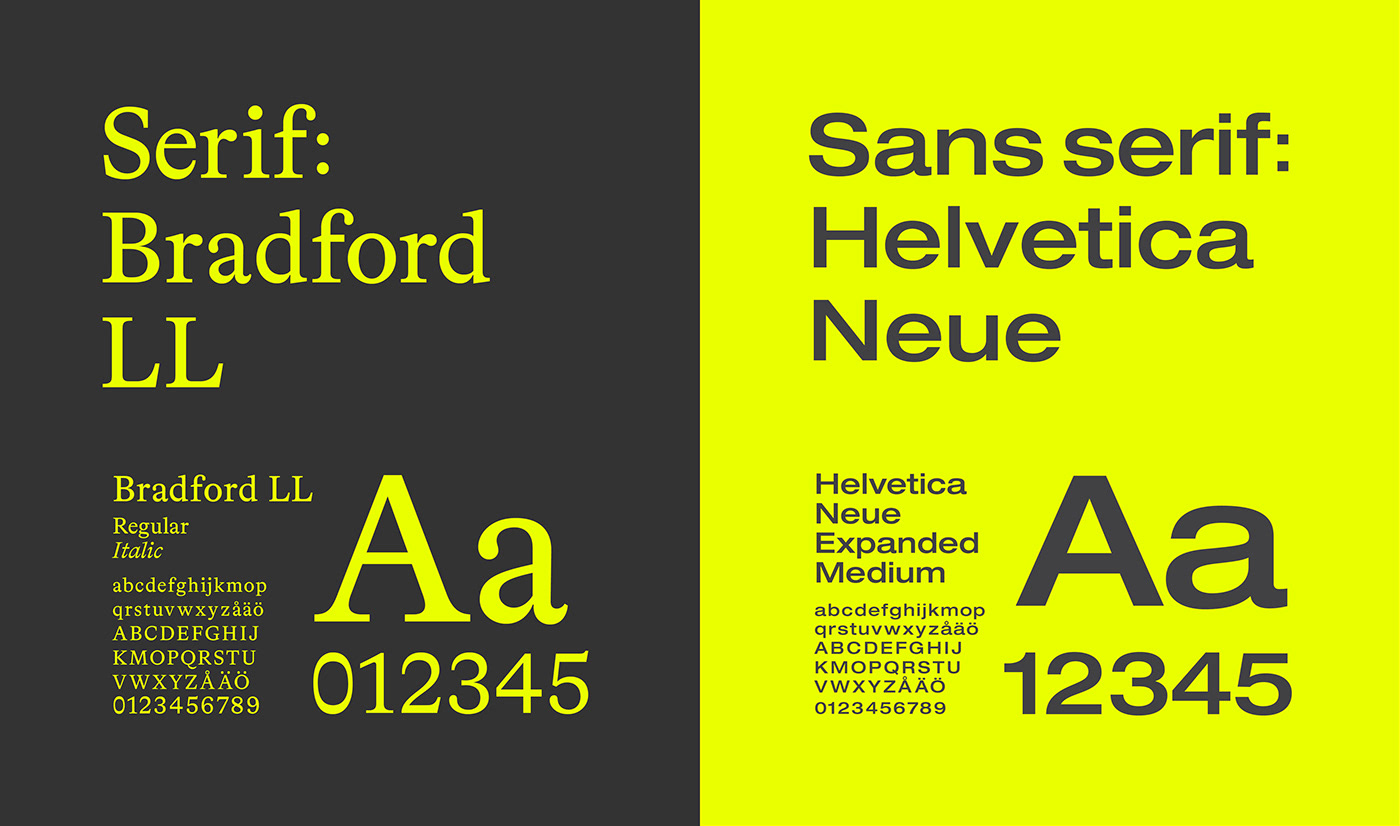 Serif:
Bradford
LL
Bradford LL
Regular
Italic
abcdefghijkmop
qrstuvwxyzåäö
ABCDEFGHIJ
KMOPQRSTU
VWXYZÅÄÖ
0123456789
Aa
012345
Sans serif:
Helvetica
Neue
Helvetica
Neue
Expanded
Medium
abcdefghijkmop
qrstuvwxyzåäö
ABCDEFGHIJ
KMOPQRSTU
VWXYZÅÄÖ
0123456789
Aa
12345